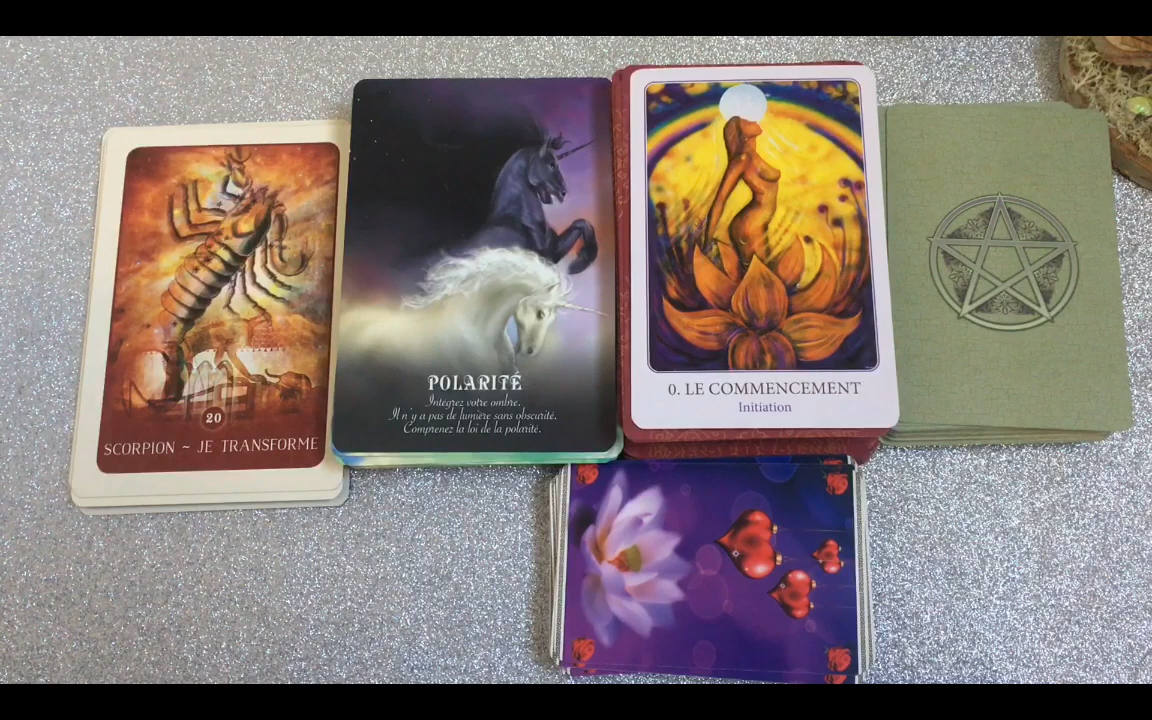 20
SCORPION ~ JE TRANSFORME
POLARITÉ
Intégrez votre ombre.
Il n'y a pas de lumière sans obscurité.
Comprenez la loi de la polarité.
0. LE COMMENCEMENT
Initiation